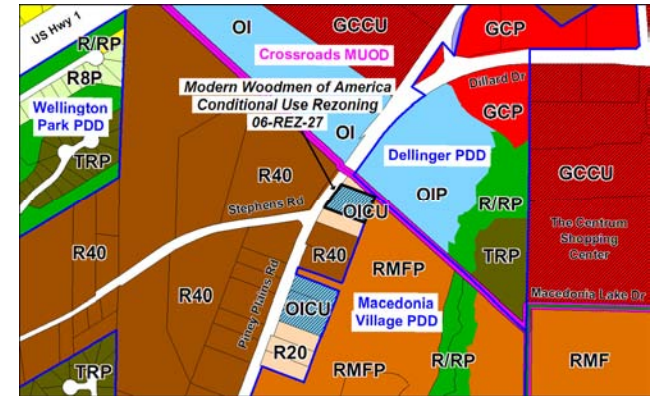 US Hwy 1
R/RP
R8P
Wellington
Park PDD
TRP
R40
OI
Crossroads MUOD
Modern Woodmen of America
Conditional Use Rezoning
06-REZ-27
GCCU
GCP
Dillard Dr
GCP
OI
Dellinger PDD
OIP
GCCU
R40
Stephens Rd
OICU
R/RP
The Centrum
Shopping
Center
R40
R40
R40
RMFP
TRP
Macedonia Lake Dr
Piney Plains Rd
OICU
Macedonia
Village PDD
R20
RMFP
R/RP
RMF
TRP